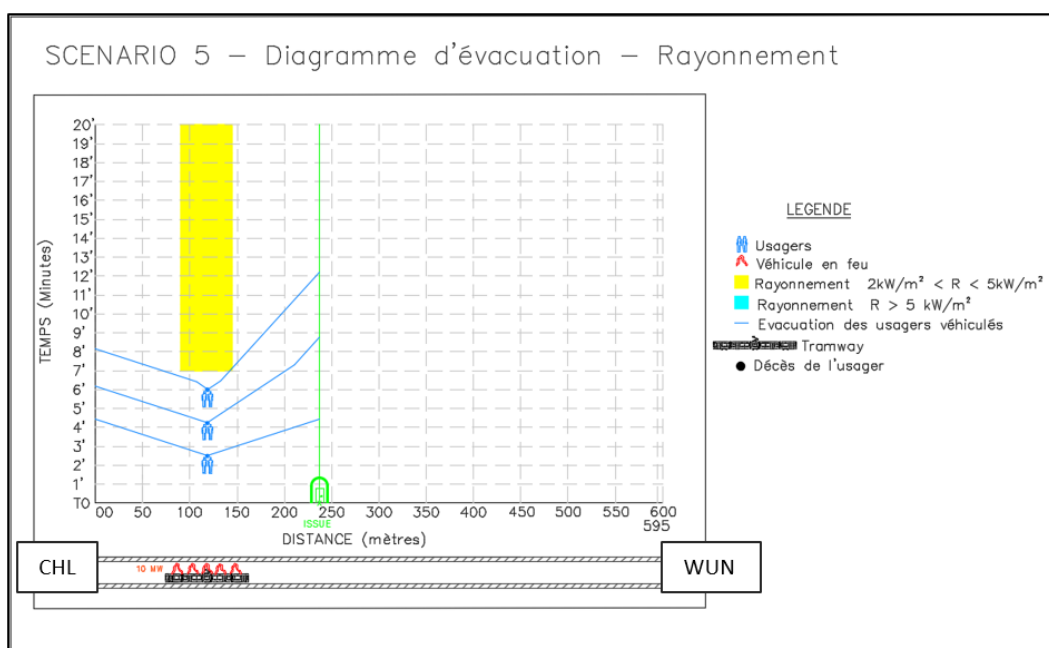 SCENARIO 5 – Diagramme d'évacuation – Rayonnement
TEMPS (Minutes)
20'
19'
18'
17'
16'
15'
14'
13'
12'
11'
10'
9'
8'
7'
6'
5'
4'
3'
2'
1'
T0
00 50 100 150 200 250 300 350 400 450 500 550 600
595
ISSUE
DISTANCE (mètres)
LEGENDE
Usagers
Véhicule en feu
Rayonnement 2kW/m² < R < 5kW/m²
Rayonnement R > 5 kW/m²
Evacuation des usagers véhiculés
Tramway
Décès de l'usager
CHL
10 MW
WUN